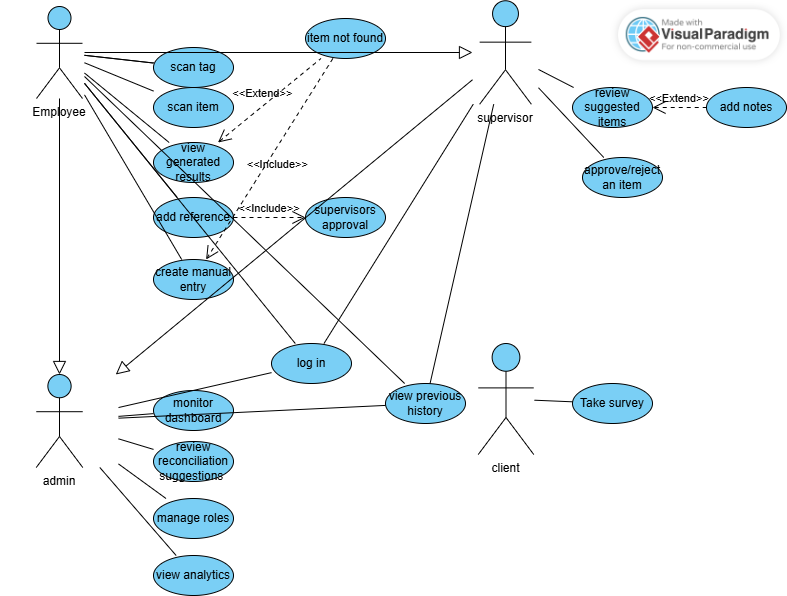 Made with
Visual Paradigm
For non-commercial use
item not found
scan tag
<<Extend>>
scan item
Employee
supervisor
review
suggested
items
<<Extend>>
add notes
view
generated
results
<<Include>>
approve/reject
an item
add reference
<<Include>>
supervisors
approval
create manual
entry
log in
monitor
dashboard
view previous
history
Take survey
review
reconciliation
suggestions
admin
client
manage roles
view analytics